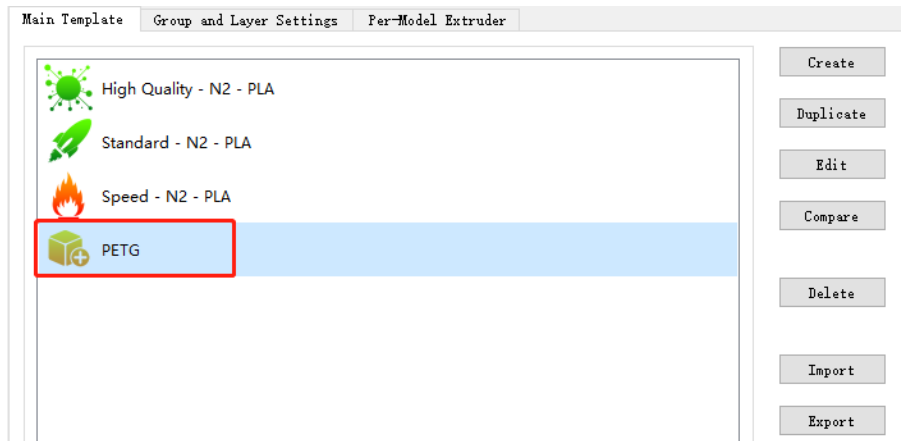 Main Template
Group and Layer Settings
Per-Model Extruder
High Quality - N2 - PLA
Standard - N2 - PLA
Speed - N2 - PLA
PETG
Create
Duplicate
Edit
Compare
Delete
Import
Export